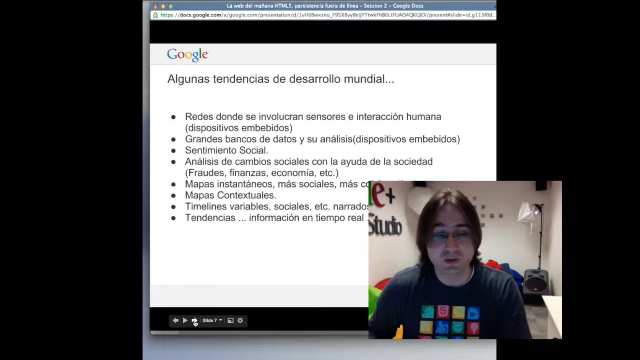 La web del mañana HTML5, persistencia fuera de línea - Session 2 - Google Docs
Google
Algunas tendencias de desarrollo mundial...
● Redes donde se involucran sensores e interacción humana
(dispositivos embebidos)
● Grandes bancos de datos y su análisis(dispositivos embebidos)
● Sentimiento Social.
● Análisis de cambios sociales con la ayuda de la sociedad
(Fraudes, finanzas, economía, etc.)
● Mapas instantáneos, más sociales, más
● Mapas Contextuales.
● Timelines variables, sociales, etc. narrados
● Tendencias ... información en tiempo real
Studio
Slide 7